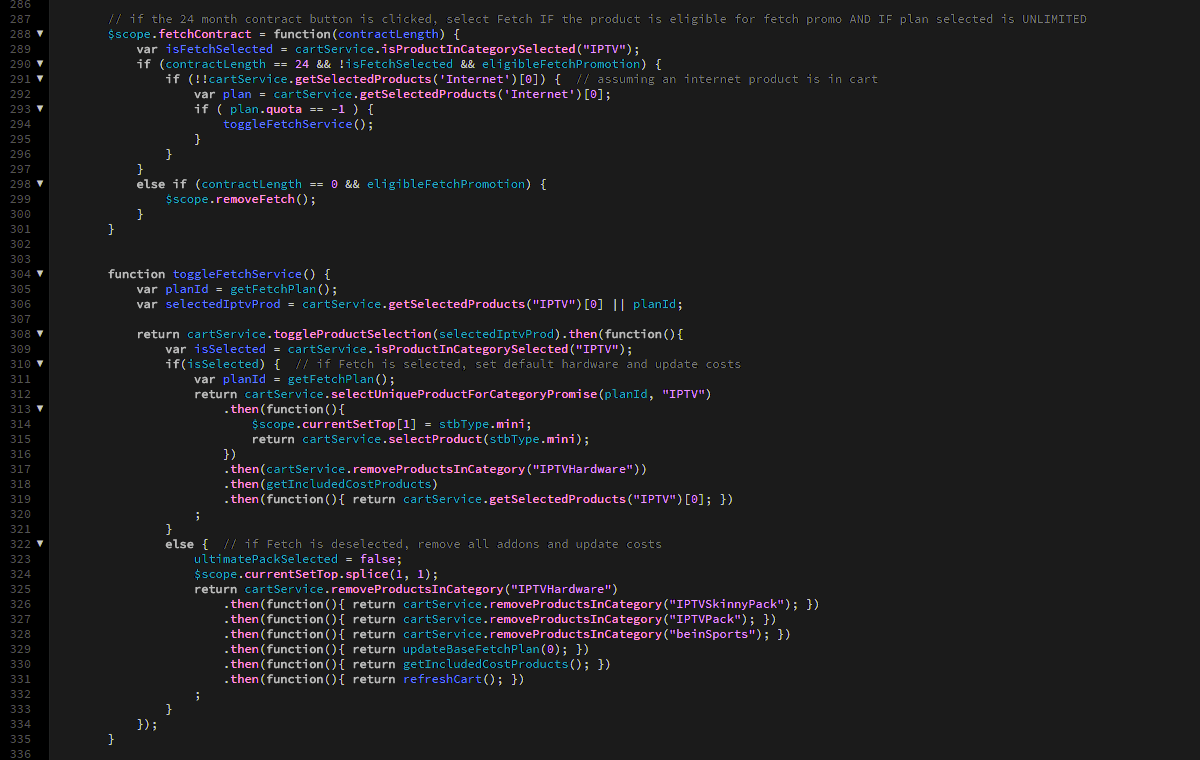 286
287 // if the 24 month contract button is clicked, select Fetch IF the product is eligible for fetch promo AND IF plan selected is UNLIMITED
288 ▼ $scope.fetchContract = function(contractLength) {
289 var isFetchSelected = cartService.isProductInCategorySelected("IPTV");
290 ▼ if (contractLength == 24 && !isFetchSelected && eligibleFetchPromotion) {
291 ▼ if (!!cartService.getSelectedProducts('Internet')[0]) { // assuming an internet product is in cart
292 var plan = cartService.getSelectedProducts('Internet')[0];
293 ▼ if ( plan.quota == -1 ) {
294 toggleFetchService();
295 }
296 }
297 }
298 ▼ else if (contractLength == 0 && eligibleFetchPromotion) {
299 $scope.removeFetch();
300 }
301 }
302
303
304 ▼ function toggleFetchService() {
305 var planId = getFetchPlan();
306 var selectedIptvProd = cartService.getSelectedProducts("IPTV")[0] || planId;
307
308 ▼ return cartService.toggleProductSelection(selectedIptvProd).then(function(){
309 var isSelected = cartService.isProductInCategorySelected("IPTV");
310 ▼ if(isSelected) { // if Fetch is selected, set default hardware and update costs
311 var planId = getFetchPlan();
312 return cartService.selectUniqueProductForCategoryPromise(planId, "IPTV")
313 ▼ .then(function(){
314 $scope.currentSetTop[1] = stbType.mini;
315 return cartService.selectProduct(stbType.mini);
316 })
317 .then(cartService.removeProductsInCategory("IPTVHardware"))
318 .then(getIncludedCostProducts)
319 .then(function(){ return cartService.getSelectedProducts("IPTV")[0]; })
320 ;
321 }
322 ▼ else { // if Fetch is deselected, remove all addons and update costs
323 ultimatePackSelected = false;
324 $scope.currentSetTop.splice(1, 1);
325 return cartService.removeProductsInCategory("IPTVHardware")
326 .then(function(){ return cartService.removeProductsInCategory("IPTVSkinnyPack"); })
327 .then(function(){ return cartService.removeProductsInCategory("IPTVPack"); })
328 .then(function(){ return cartService.removeProductsInCategory("beinSports"); })
329 .then(function(){ return updateBaseFetchPlan(0); })
330 .then(function(){ return getIncludedCostProducts(); })
331 .then(function(){ return refreshCart(); })
332 ;
333 }
334 });
335 }
336